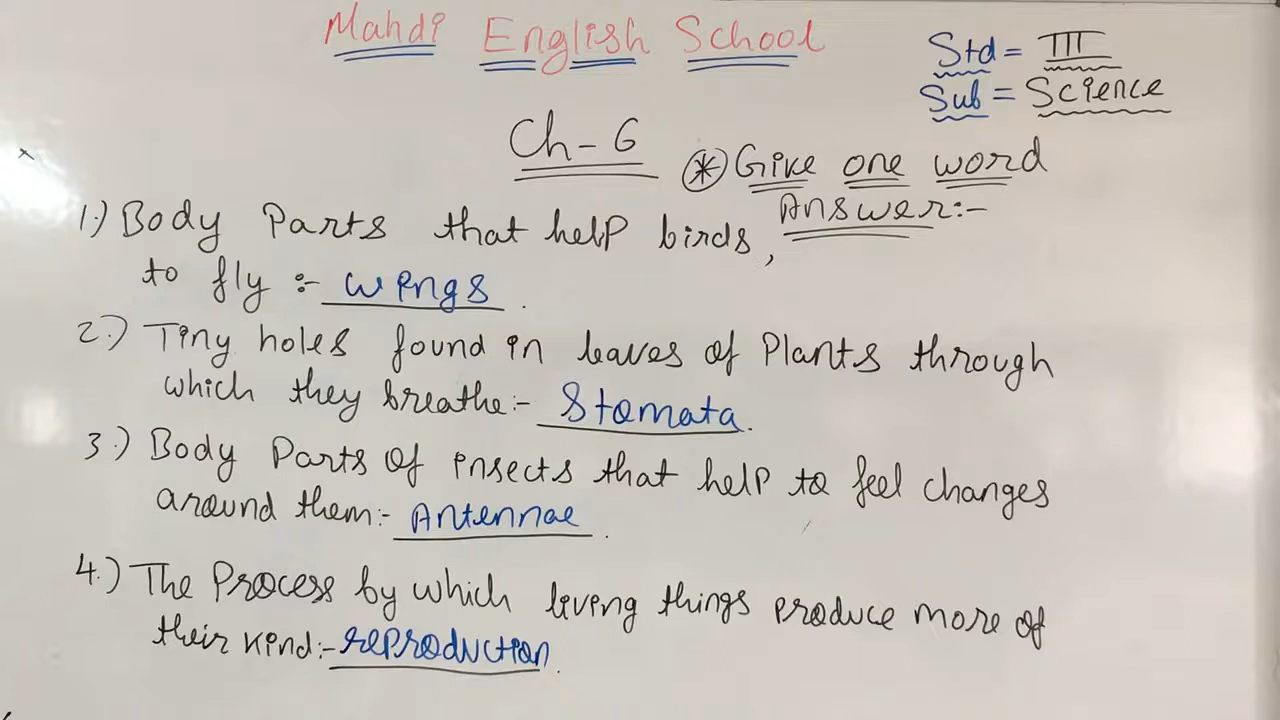 Mahdi English School
Std = III
Sub = Science
Ch - 6
* Give one word
Answer:-
1.) Body Parts that help birds,
to fly :- wings.
2.) Tiny holes found in leaves of Plants through
which they breathe:- Stomata.
3.) Body Parts of insects that help to feel changes
around them:- Antennae.
4.) The Process by which living things produce more of
their kind:- reproduction.